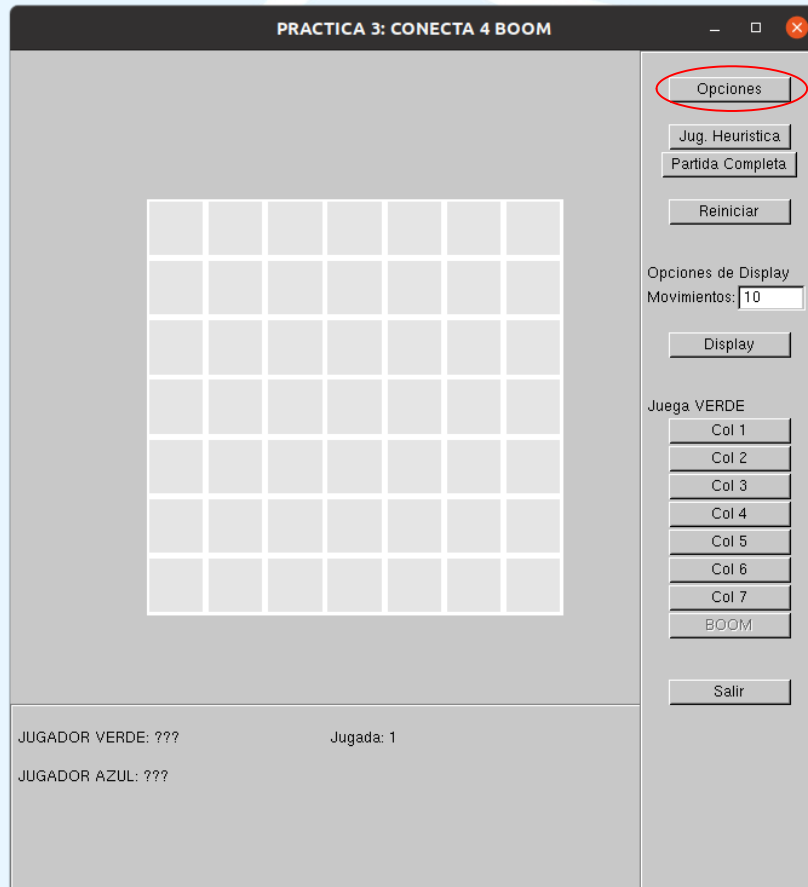 PRACTICA 3: CONECTA 4 BOOM
Opciones
Jug. Heuristica
Partida Completa
Reiniciar
Opciones de Display
Movimientos: 10
Display
Juega VERDE
Col 1
Col 2
Col 3
Col 4
Col 5
Col 6
Col 7
BOOM
Salir
JUGADOR VERDE: ??? Jugada: 1
JUGADOR AZUL: ???